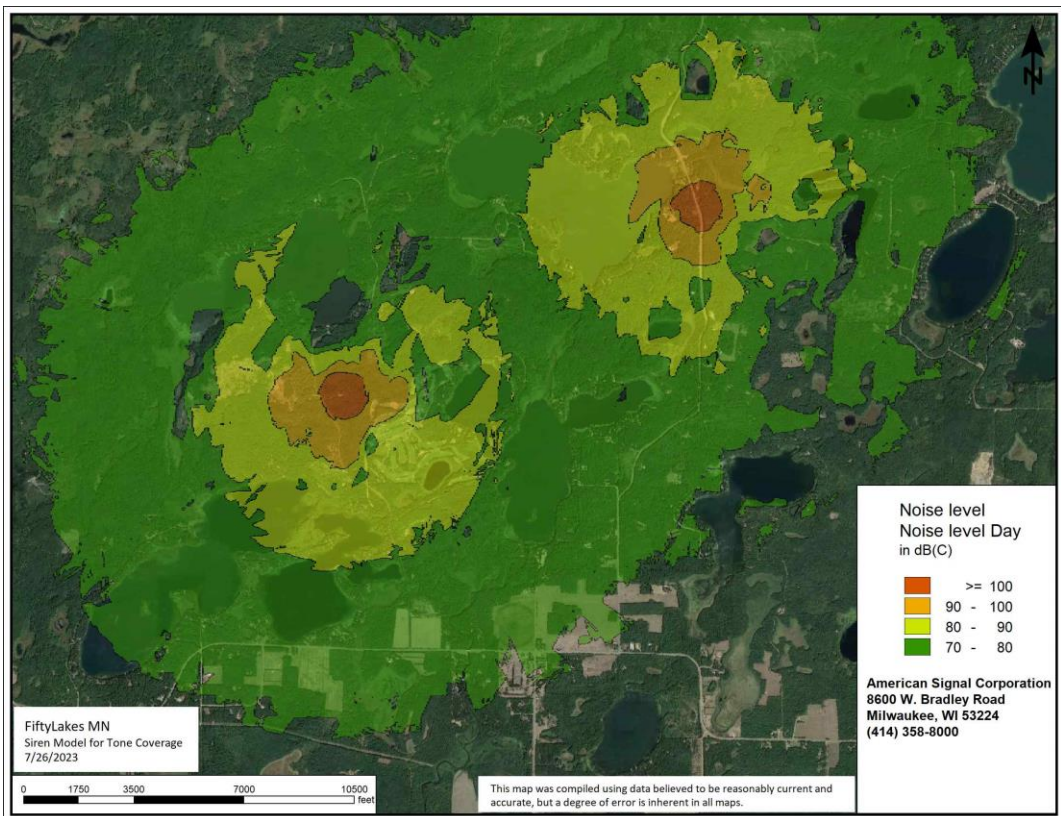 N
Noise level
Noise level Day
in dB(C)
>= 100
90 - 100
80 - 90
70 - 80
American Signal Corporation
8600 W. Bradley Road
Milwaukee, WI 53224
(414) 358-8000
FiftyLakes MN
Siren Model for Tone Coverage
7/26/2023
0 1750 3500 7000 10500
feet
This map was compiled using data believed to be reasonably current and
accurate, but a degree of error is inherent in all maps.